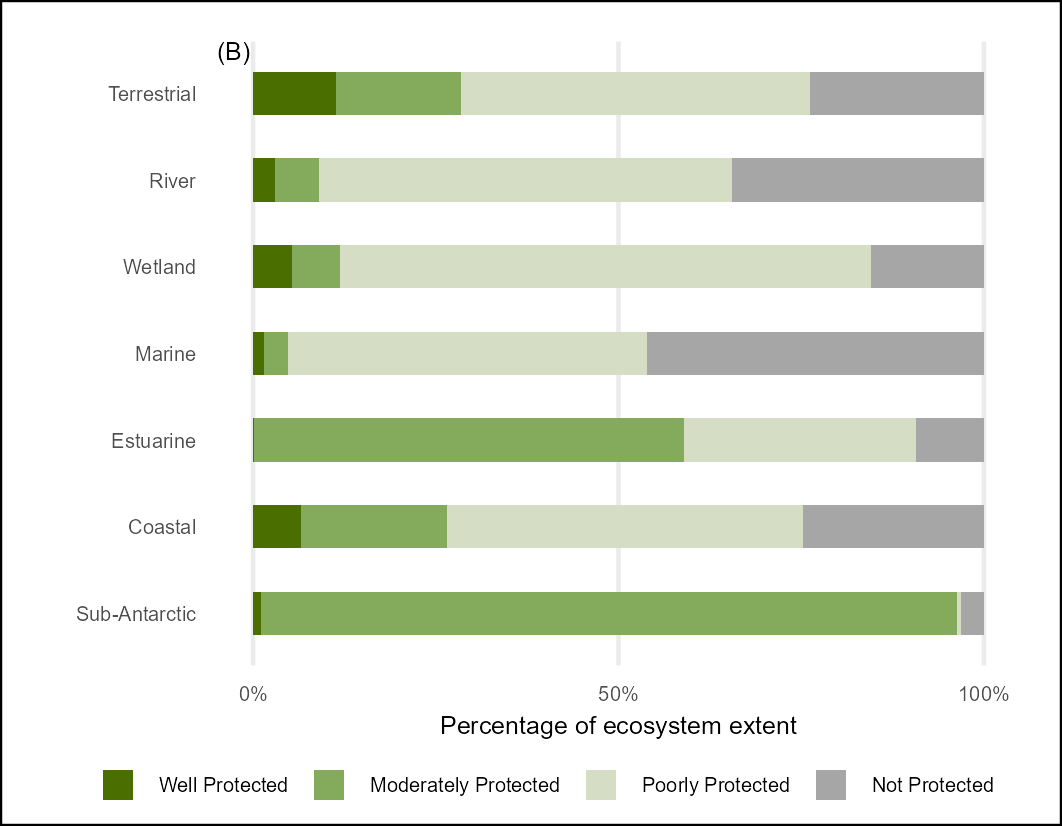 (B)
Terrestrial
River
Wetland
Marine
Estuarine
Coastal
Sub-Antarctic
0% 50% 100%
Percentage of ecosystem extent
Well Protected Moderately Protected Poorly Protected Not Protected